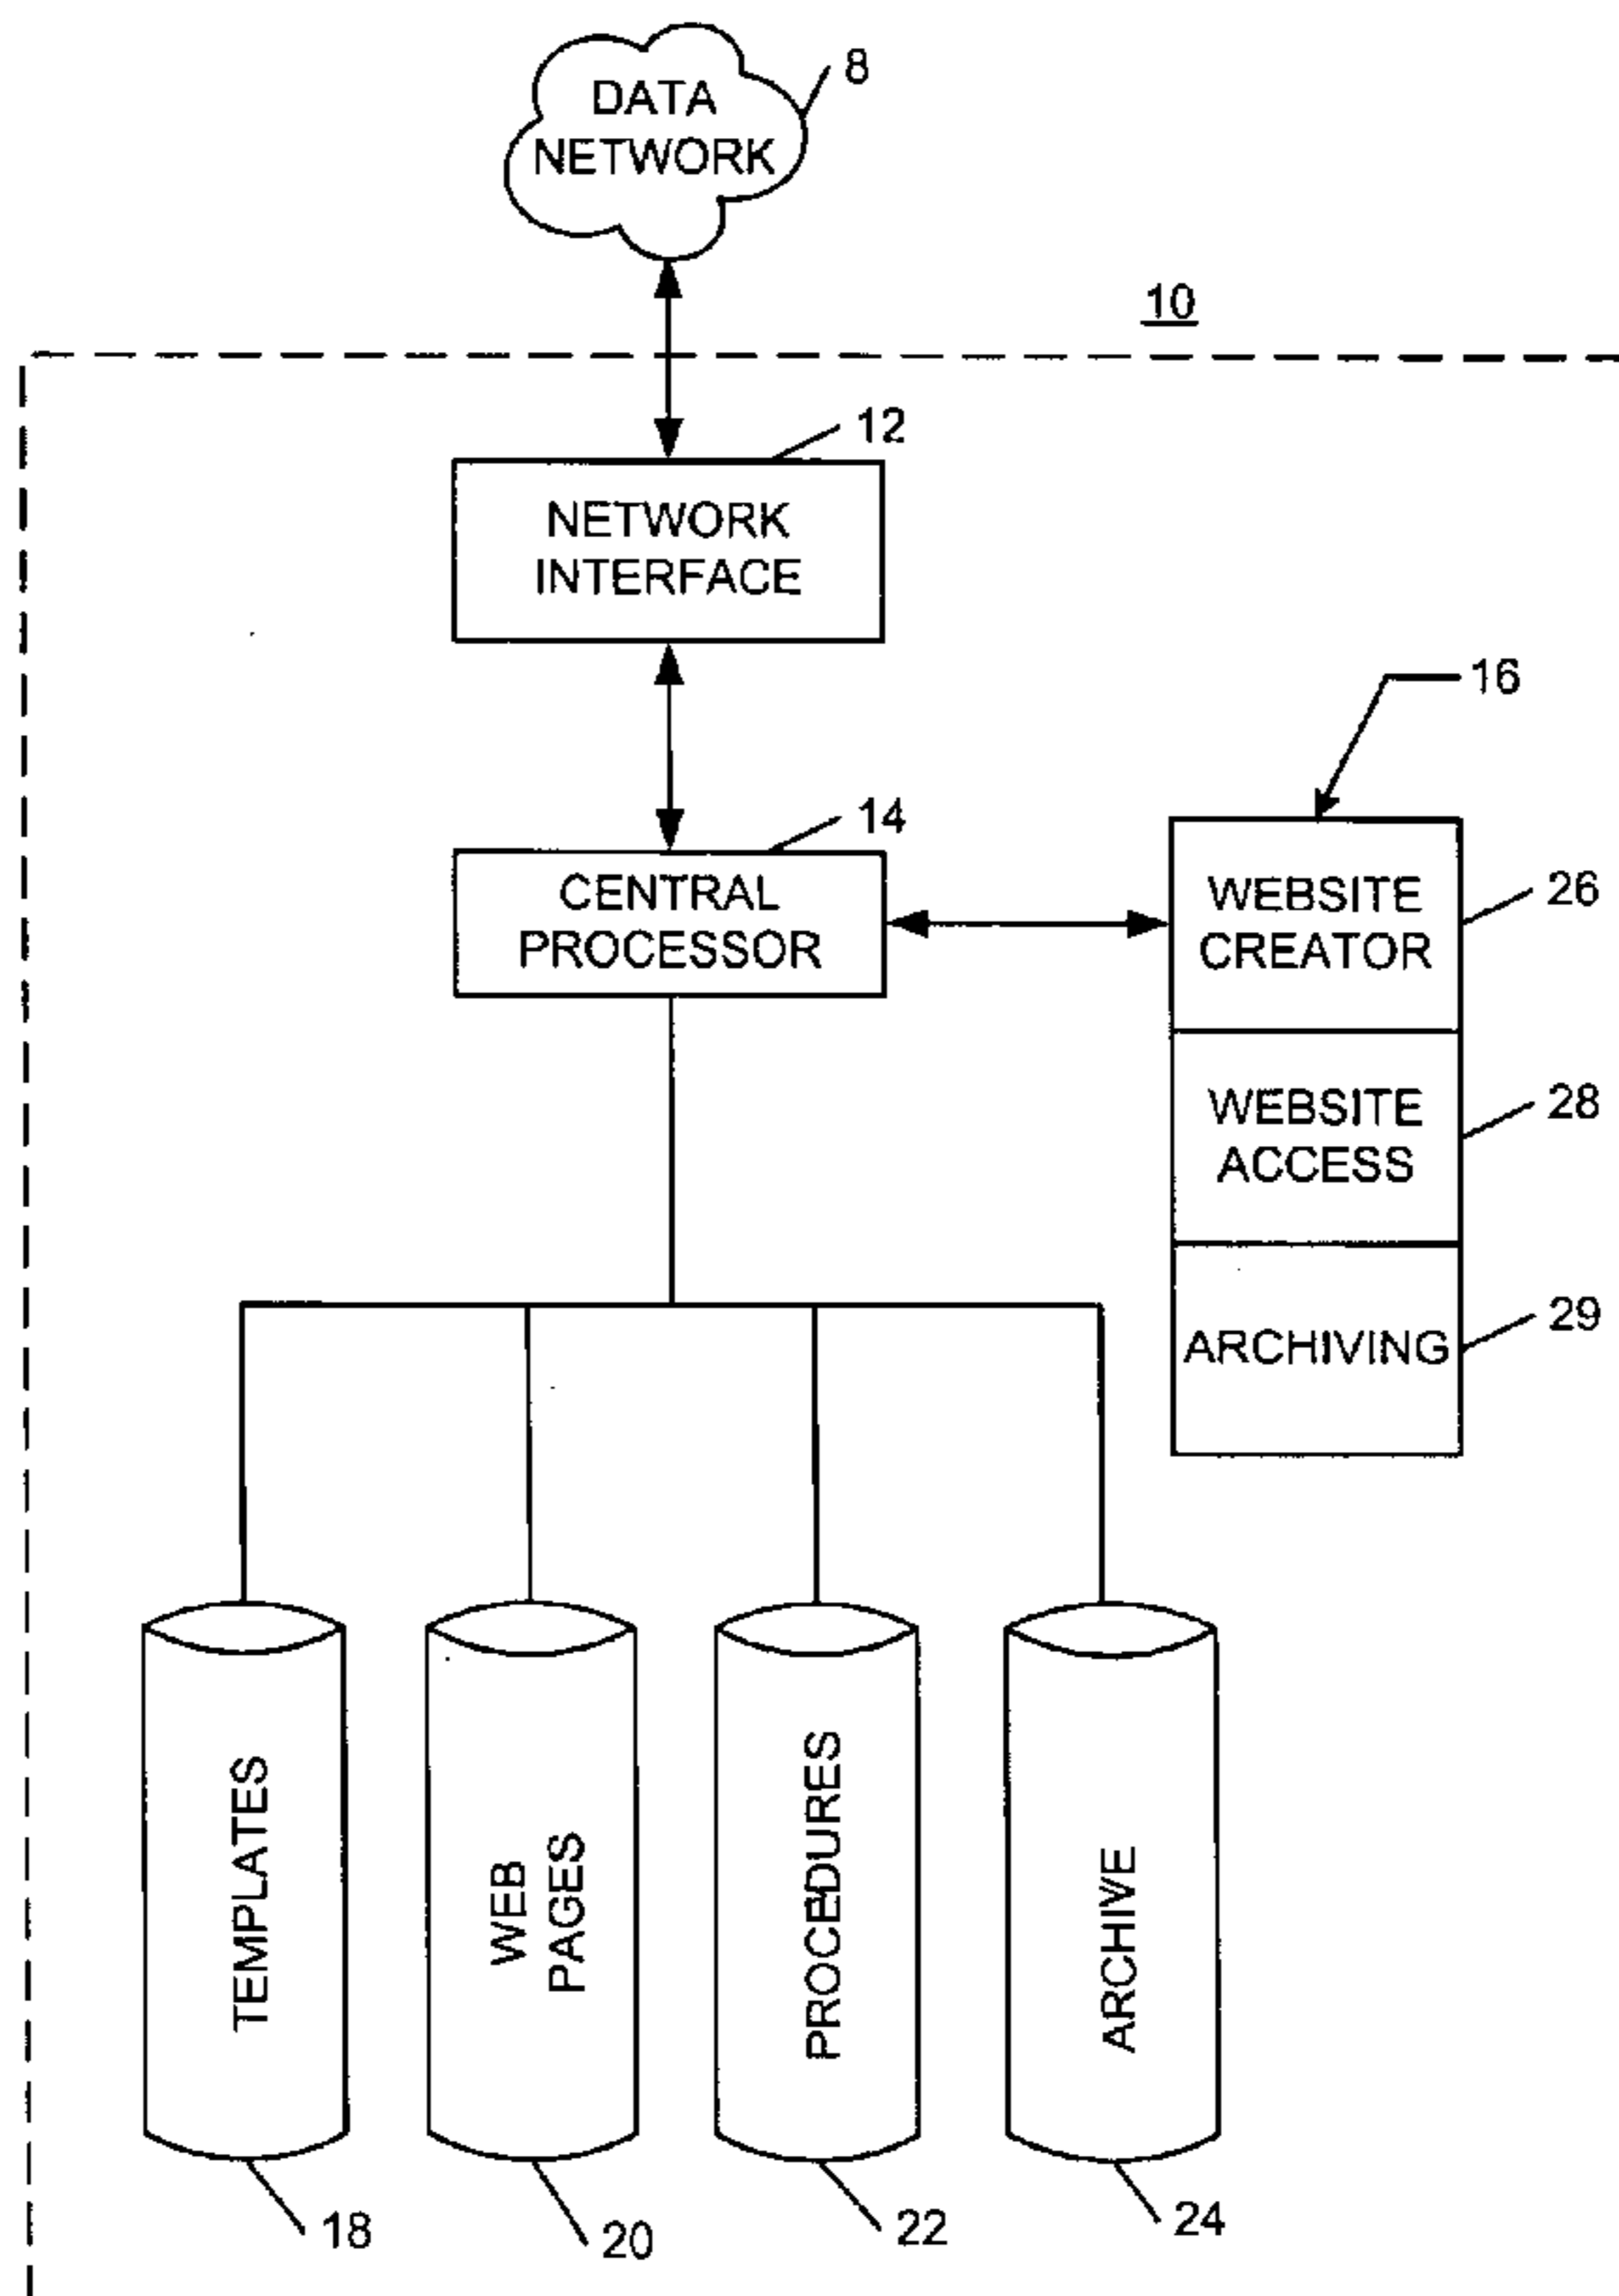 DATA
NETWORK
8
10
12
NETWORK
INTERFACE
16
14
CENTRAL
PROCESSOR
WEBSITE
CREATOR
26
WEBSITE
ACCESS
28
ARCHIVING
29
TEMPLATES
WEB
PAGES
PROCEDURES
ARCHIVE
18
20
22
24